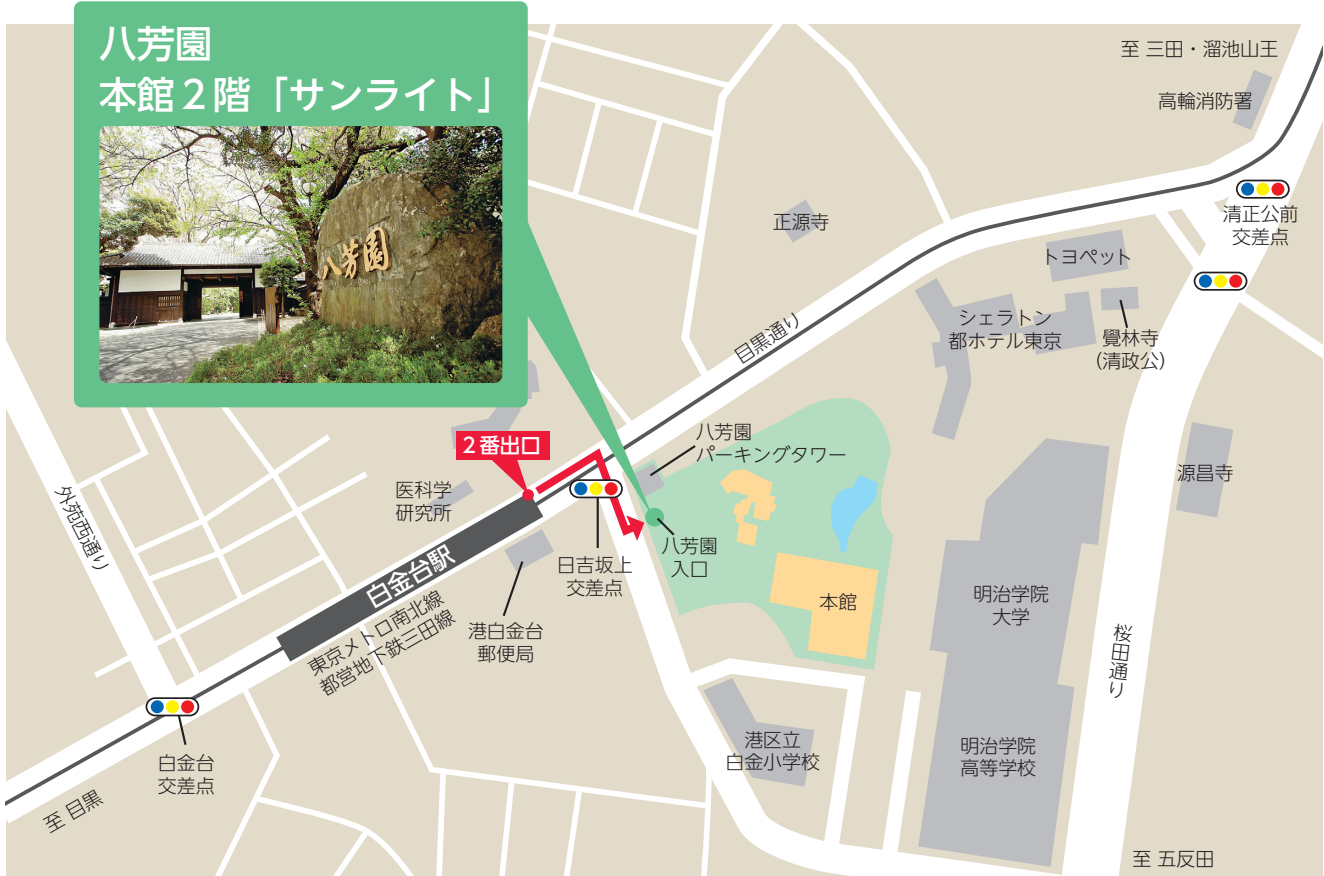 八芳園
本館２階「サンライト」
八芳園
至 三田・溜池山王
高輪消防署
清正公前
交差点
正源寺
トヨペット
シェラトン
都ホテル東京
覺林寺
(清政公)
目黒通り
八芳園
パーキングタワー
２番出口
医科学
研究所
源昌寺
外苑西通り
白金台駅
日吉坂上
交差点
八芳園
入口
本館
明治学院
大学
東京メトロ南北線
都営地下鉄三田線
港白金台
郵便局
桜田通り
港区立
白金小学校
明治学院
高等学校
白金台
交差点
至 目黒
至 五反田